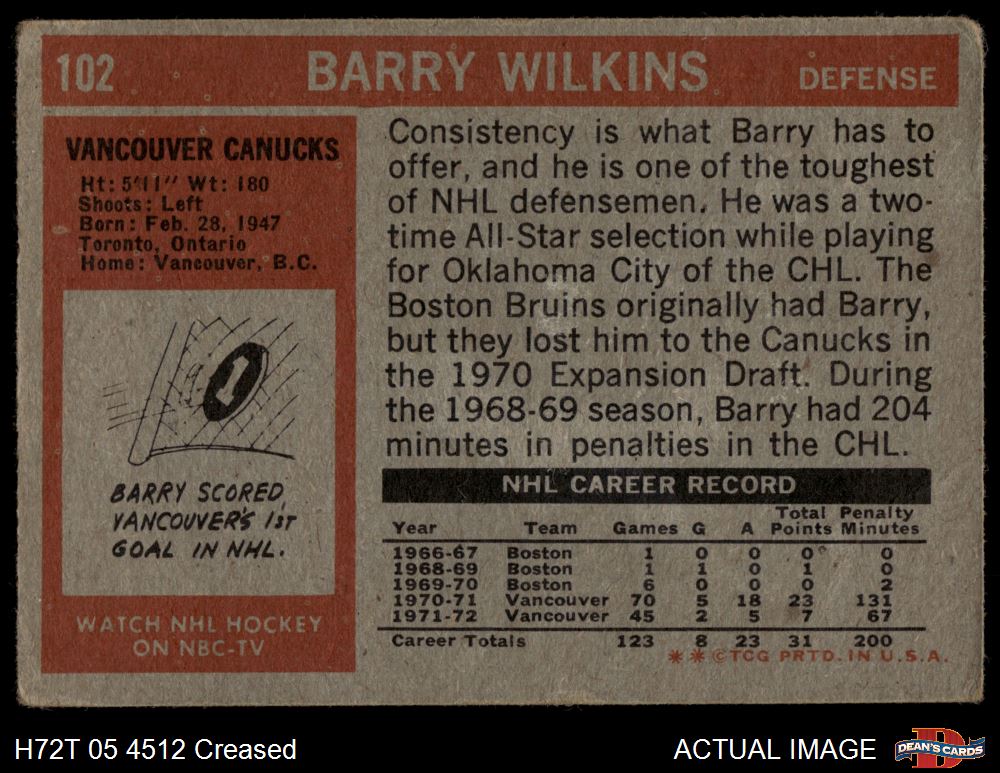 102 BARRY WILKINS DEFENSE
VANCOUVER CANUCKS
Ht: 5'11" Wt: 180
Shoots: Left
Born: Feb. 28, 1947
Toronto, Ontario
Home: Vancouver, B.C.
1
BARRY SCORED
VANCOUVER'S 1ST
GOAL IN NHL.
WATCH NHL HOCKEY
ON NBC-TV
Consistency is what Barry has to
offer, and he is one of the toughest
of NHL defensemen. He was a two-
time All-Star selection while playing
for Oklahoma City of the CHL. The
Boston Bruins originally had Barry,
but they lost him to the Canucks in
the 1970 Expansion Draft. During
the 1968-69 season, Barry had 204
minutes in penalties in the CHL.
NHL CAREER RECORD
Total Penalty
Year Team Games G A Points Minutes
1966-67 Boston 1 0 0 0 0
1968-69 Boston 1 1 0 1 0
1969-70 Boston 6 0 0 0 2
1970-71 Vancouver 70 5 18 23 131
1971-72 Vancouver 45 2 5 7 67
Career Totals 123 8 23 31 200
* * © TCG PRTD. IN U.S.A.
H72T 05 4512 Creased
ACTUAL IMAGE
D
DEAN'S CARDS